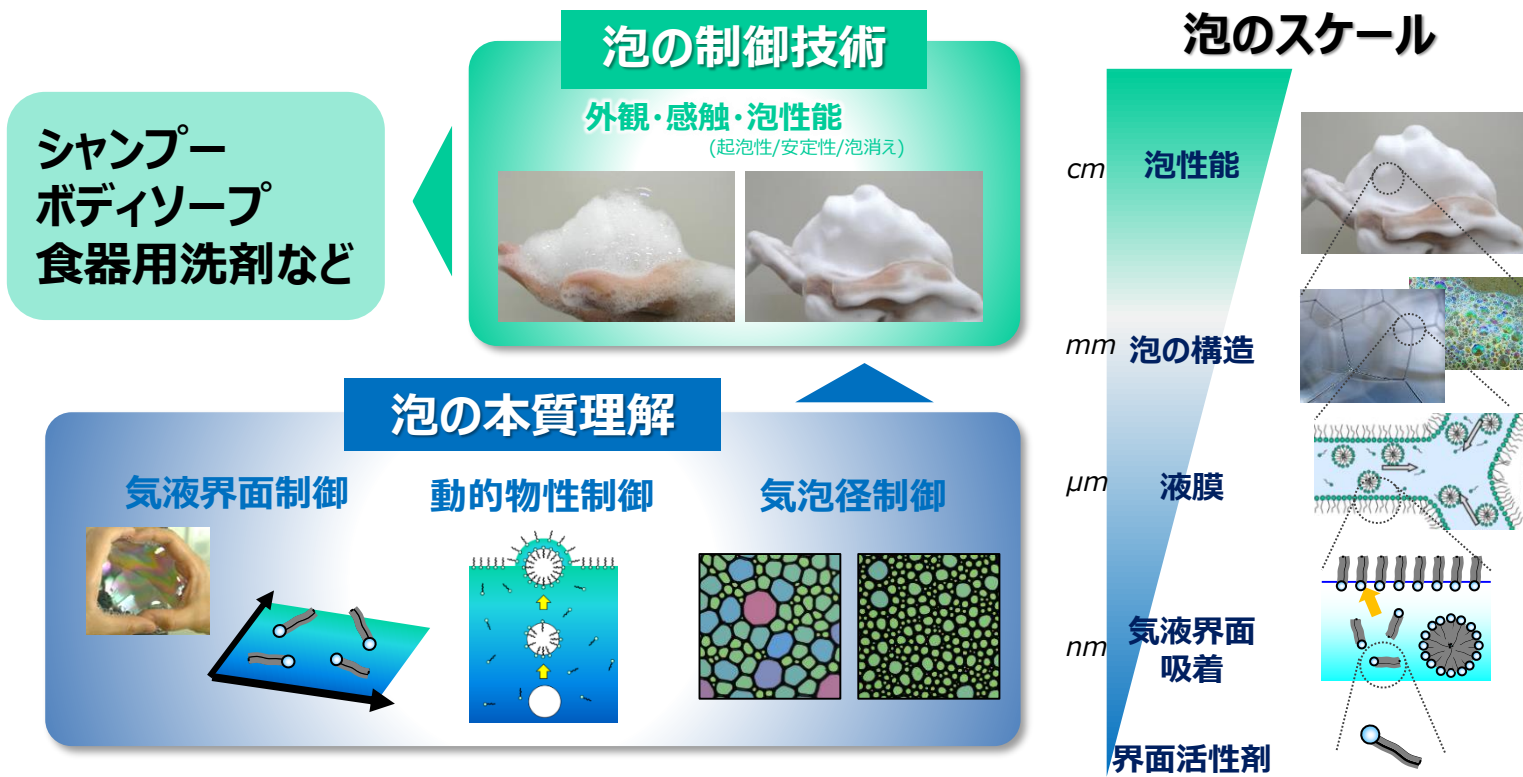 泡の制御技術
外観・感触・泡性能
(起泡性/安定性/泡消え)
シャンプー
ボディソープ
食器用洗剤など
泡の本質理解
気液界面制御
動的物性制御
気泡径制御
泡のスケール
cm
泡性能
mm
泡の構造
μm
液膜
nm
気液界面
吸着
界面活性剤